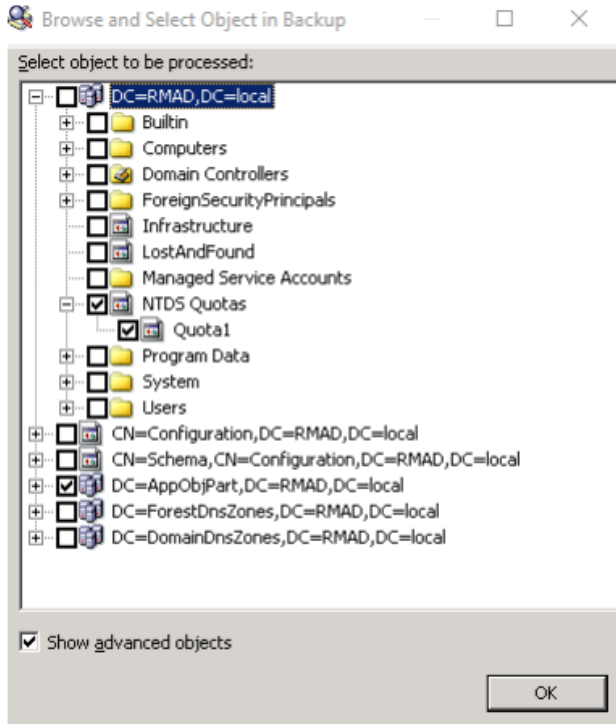 Browse and Select Object in Backup
Select object to be processed:
DC=RMAD,DC=local
Builtin
Computers
Domain Controllers
ForeignSecurityPrincipals
Infrastructure
LostAndFound
Managed Service Accounts
NTDS Quotas
Quota1
Program Data
System
Users
CN=Configuration,DC=RMAD,DC=local
CN=Schema,CN=Configuration,DC=RMAD,DC=local
DC=AppObjPart,DC=RMAD,DC=local
DC=ForestDnsZones,DC=RMAD,DC=local
DC=DomainDnsZones,DC=RMAD,DC=local
Show advanced objects
OK